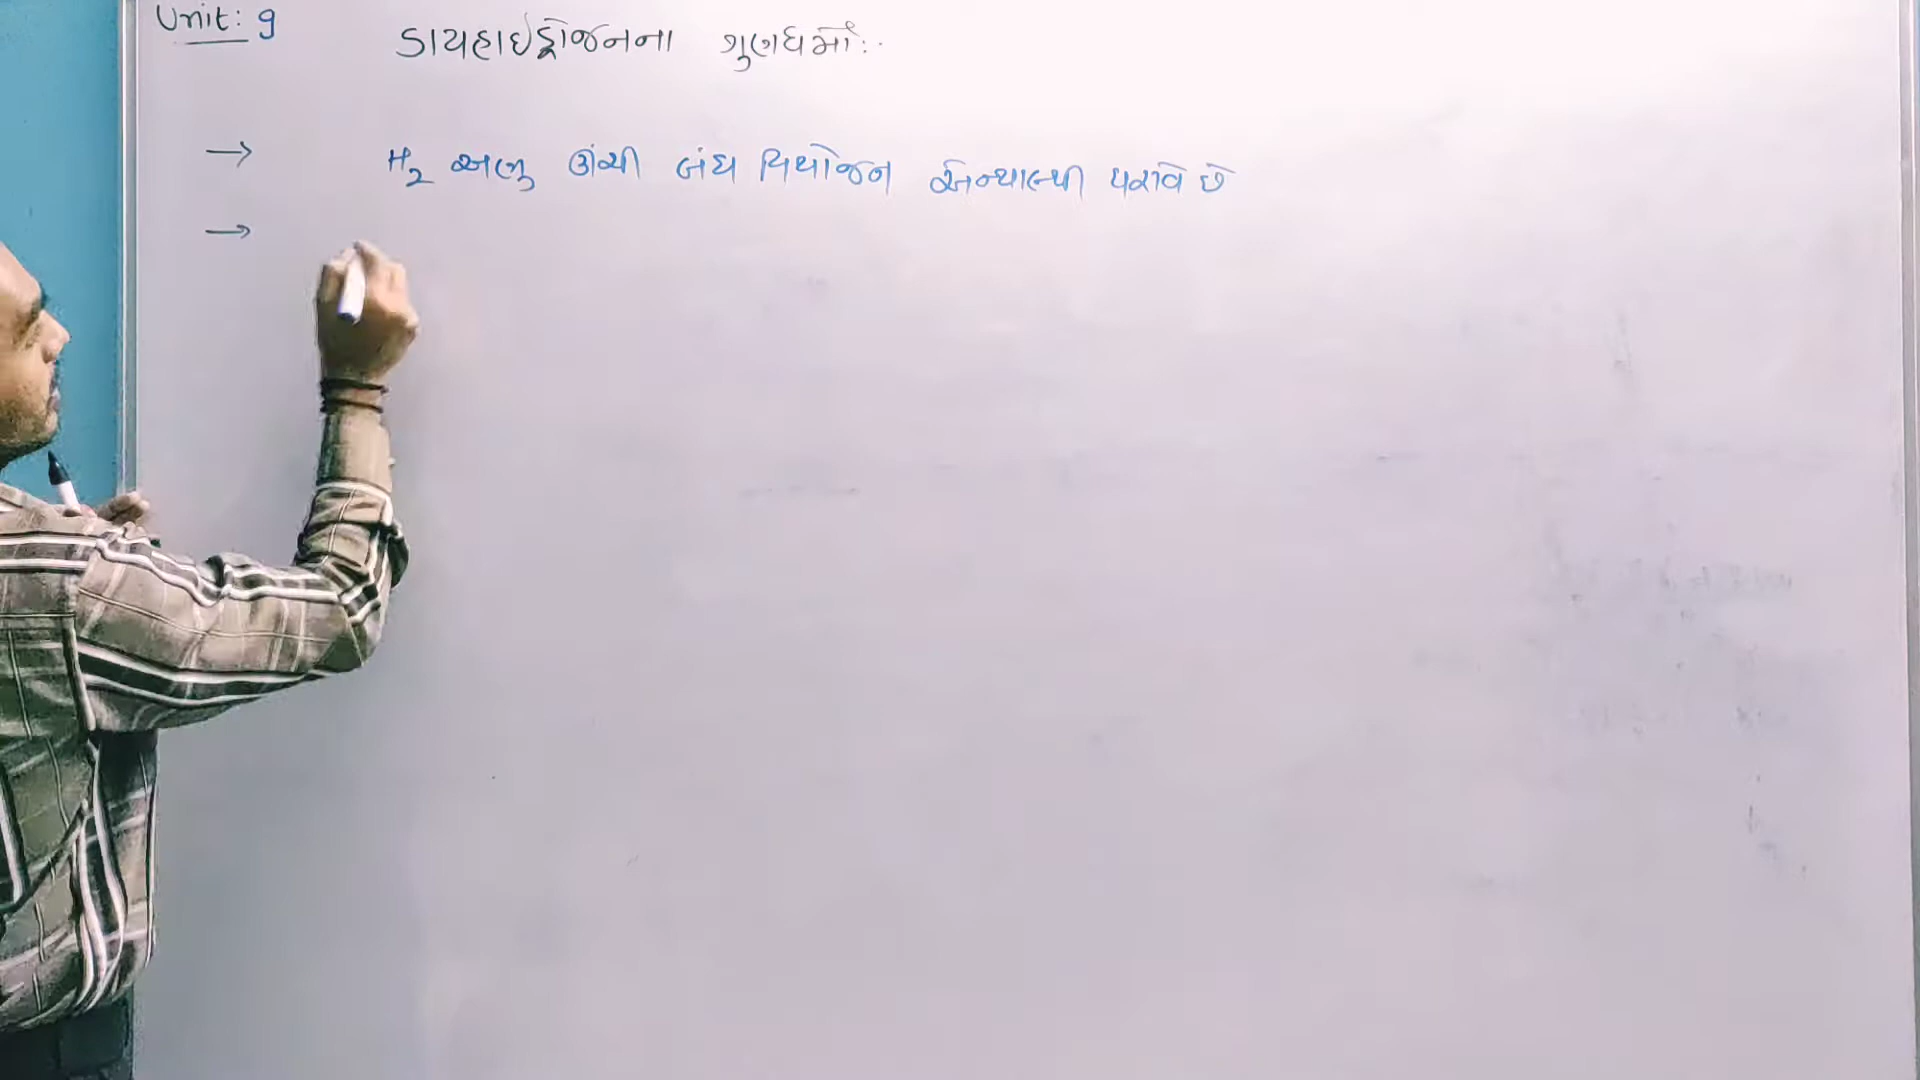 Unit: 9
ડાયહાઇડ્રોજનના ગુણધર્મો:-
→ H₂ અણુ ઊંચી બંધ વિયોજન એન્થાલ્પી ધરાવે છે
→